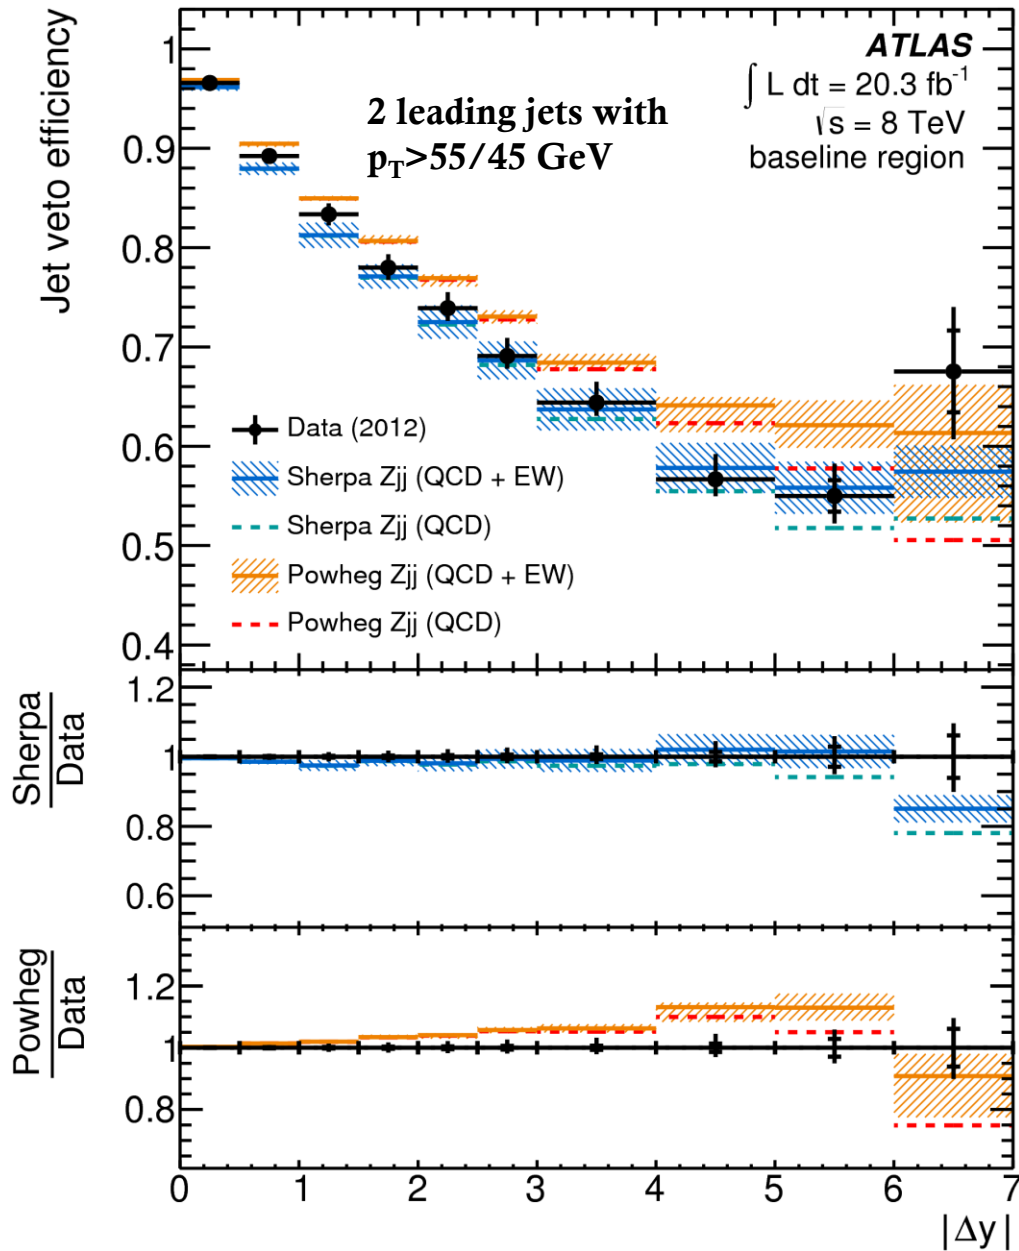 Jet veto efficiency
1
0.9
0.8
0.7
0.6
0.5
0.4
ATLAS
∫ L dt = 20.3 fb⁻¹
√s = 8 TeV
baseline region
2 leading jets with
p_T>55/45 GeV
Data (2012)
Sherpa Zjj (QCD + EW)
Sherpa Zjj (QCD)
Powheg Zjj (QCD + EW)
Powheg Zjj (QCD)
Sherpa
Data
1.2
1
0.8
0.6
Powheg
Data
1.2
1
0.8
0 1 2 3 4 5 6 7
|Δy|